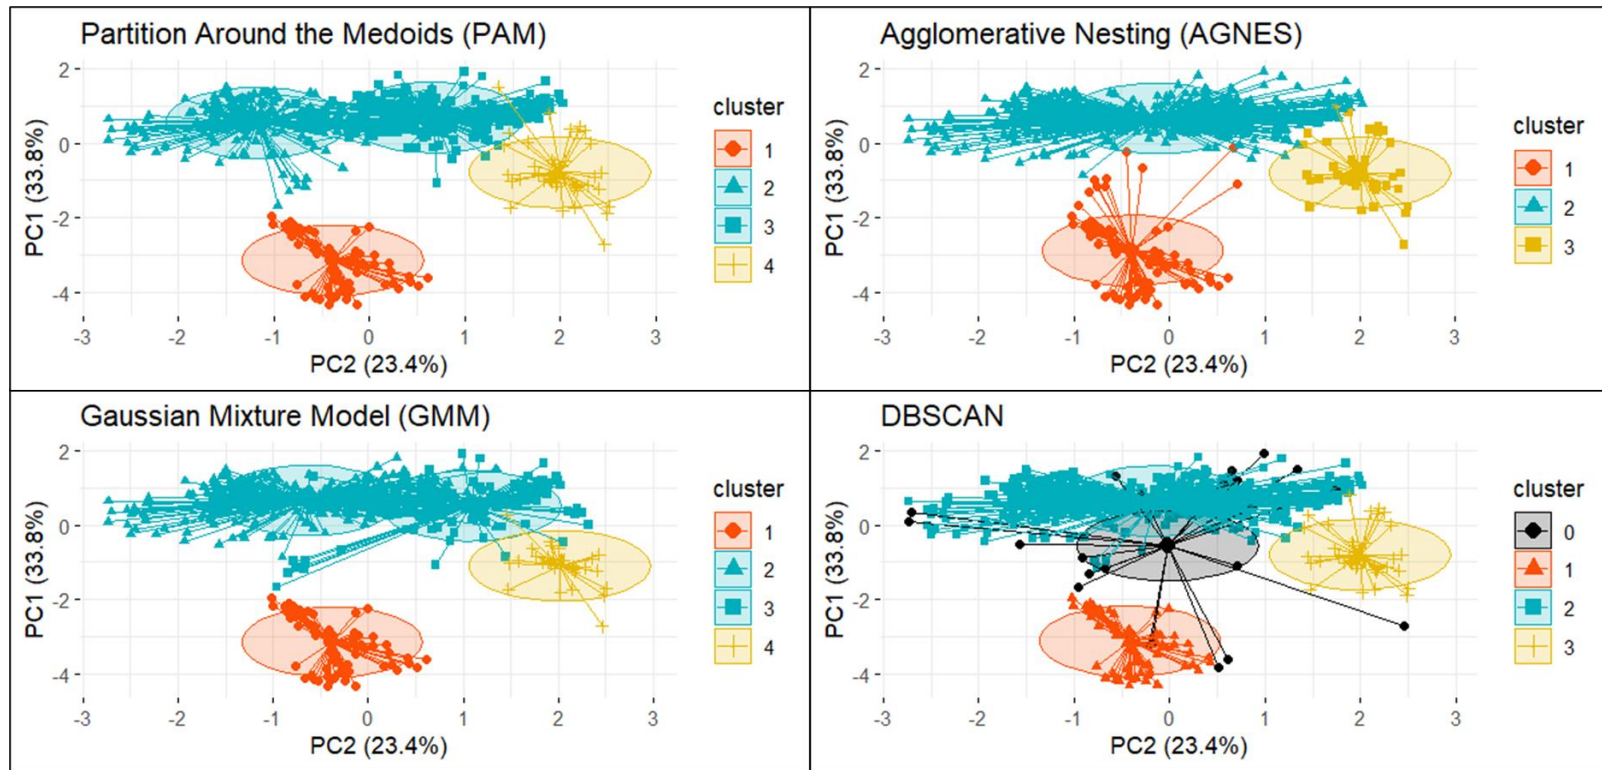 Partition Around the Medoids (PAM)
2
0
-2
-4
PC1 (33.8%)
-3 -2 -1 0 1 2 3
PC2 (23.4%)
cluster
1
2
3
4
Agglomerative Nesting (AGNES)
2
0
-2
-4
PC1 (33.8%)
-3 -2 -1 0 1 2 3
PC2 (23.4%)
cluster
1
2
3
Gaussian Mixture Model (GMM)
2
0
-2
-4
PC1 (33.8%)
-3 -2 -1 0 1 2 3
PC2 (23.4%)
cluster
1
2
3
4
DBSCAN
2
0
-2
-4
PC1 (33.8%)
-3 -2 -1 0 1 2 3
PC2 (23.4%)
cluster
0
1
2
3